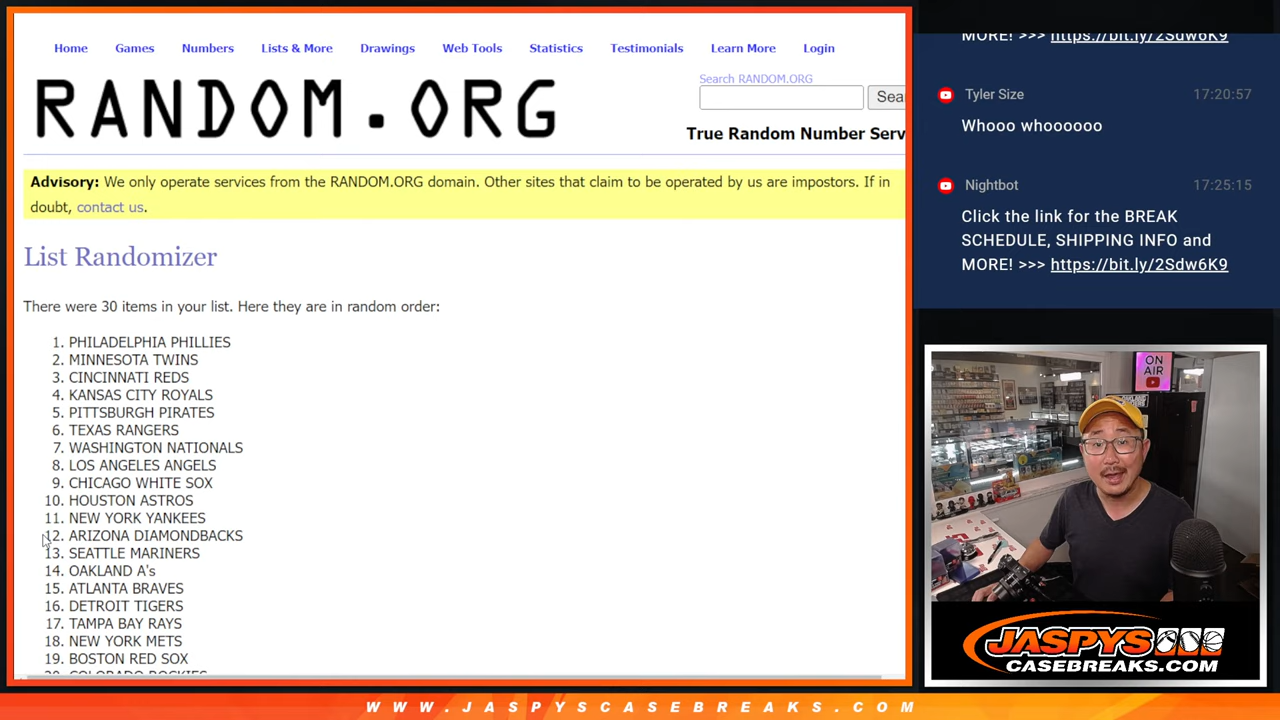 Home Games Numbers Lists & More Drawings Web Tools Statistics Testimonials Learn More Login
RANDOM.ORG
Search RANDOM.ORG
Sea
True Random Number Serv
Advisory: We only operate services from the RANDOM.ORG domain. Other sites that claim to be operated by us are impostors. If in
doubt, contact us.
List Randomizer
There were 30 items in your list. Here they are in random order:
1. PHILADELPHIA PHILLIES
2. MINNESOTA TWINS
3. CINCINNATI REDS
4. KANSAS CITY ROYALS
5. PITTSBURGH PIRATES
6. TEXAS RANGERS
7. WASHINGTON NATIONALS
8. LOS ANGELES ANGELS
9. CHICAGO WHITE SOX
10. HOUSTON ASTROS
11. NEW YORK YANKEES
12. ARIZONA DIAMONDBACKS
13. SEATTLE MARINERS
14. OAKLAND A's
15. ATLANTA BRAVES
16. DETROIT TIGERS
17. TAMPA BAY RAYS
18. NEW YORK METS
19. BOSTON RED SOX
20. COLORADO ROCKIES
MORE! >>> https://bit.ly/2Sdw6K9
Tyler Size 17:20:57
Whooo whoooooo
Nightbot 17:25:15
Click the link for the BREAK
SCHEDULE, SHIPPING INFO and
MORE! >>> https://bit.ly/2Sdw6K9
ON
AIR
JASPYS
CASEBREAKS.COM
WWW.JASPYSCASEBREAKS.COM